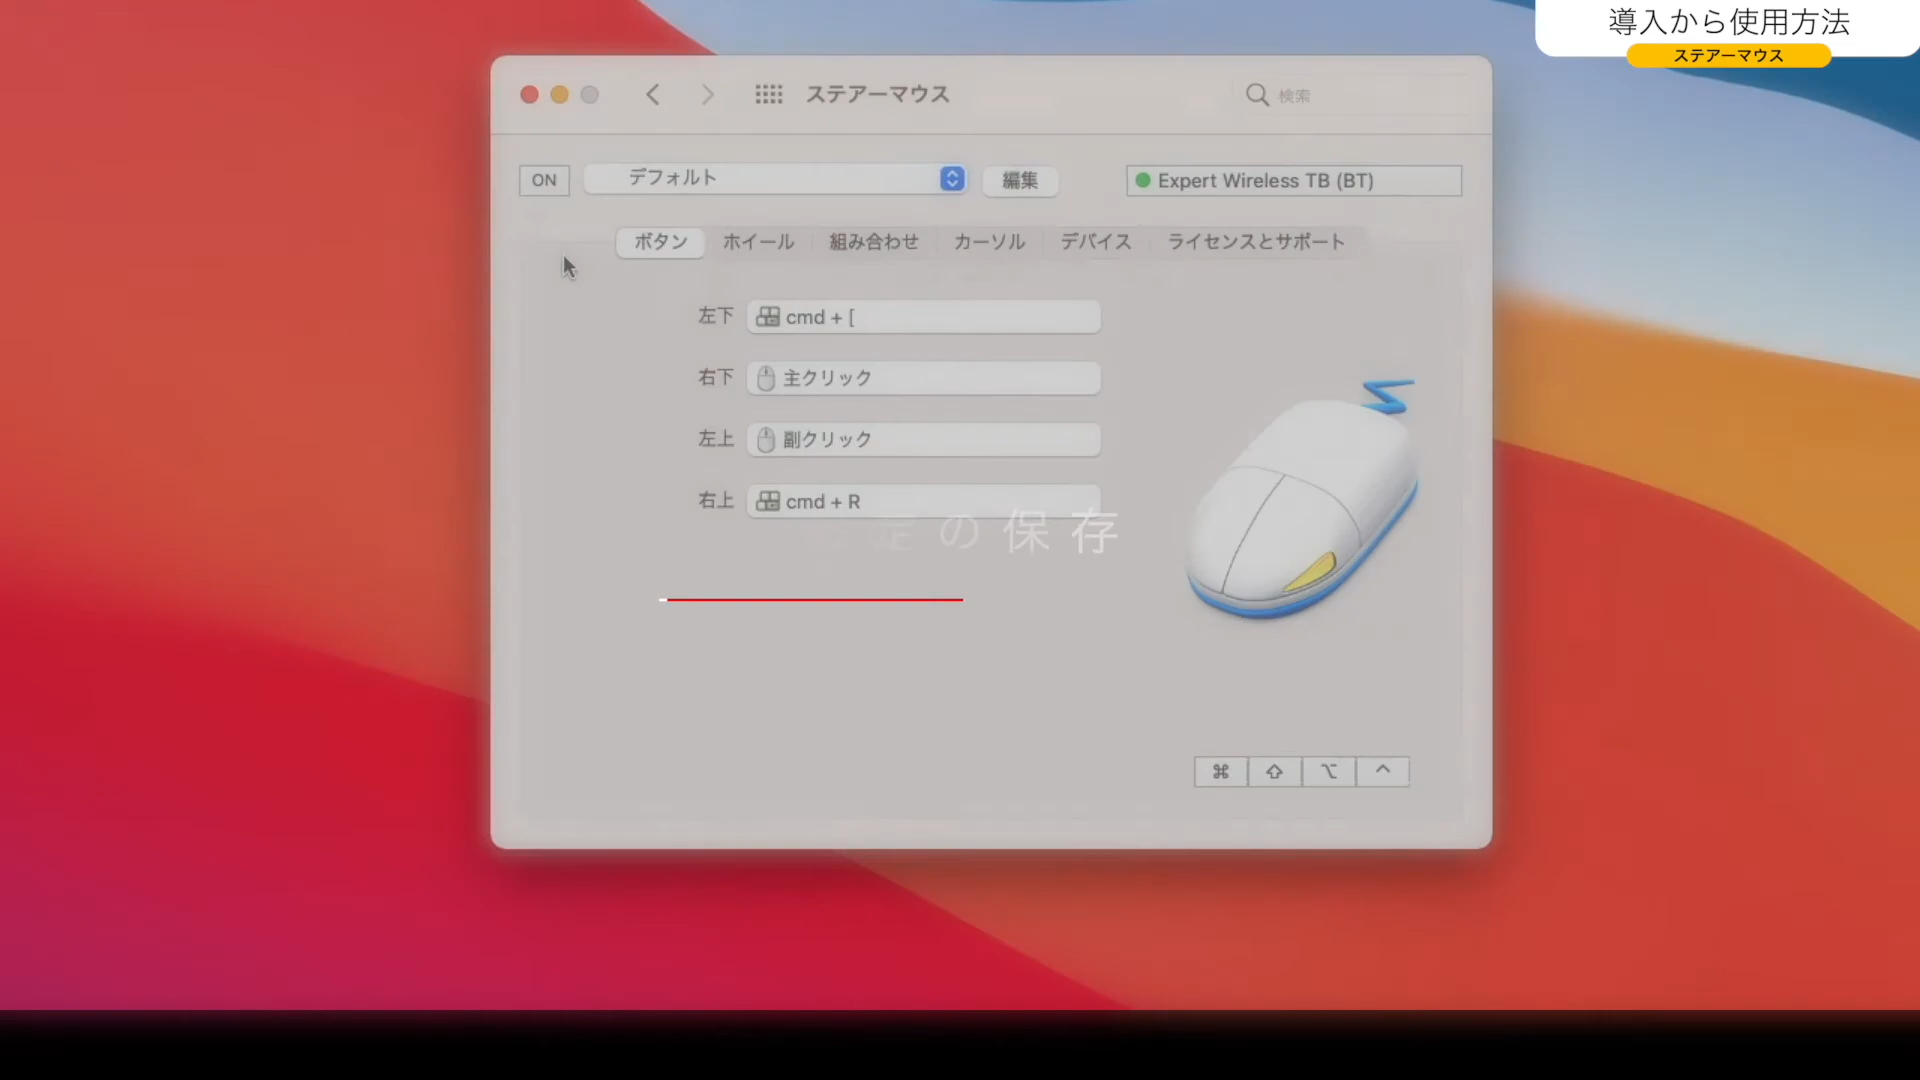 導入から使用方法
ステアーマウス
ステアーマウス
検索
ON
デフォルト
編集
Expert Wireless TB (BT)
ボタン
ホイール
組み合わせ
カーソル
デバイス
ライセンスとサポート
左下
cmd + [
右下
主クリック
左上
副クリック
右上
cmd + R
定の保存
⌘
⇧
⌥
^